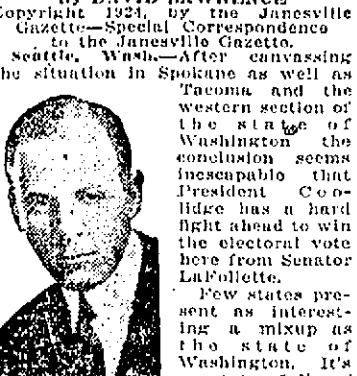 By DAVID LAWRENCE
Copyright 1924, by the Janesville
Gazette—Special Correspondence
to the Janesville Gazette.
Seattle, Wash.—After canvassing
the situation in Spokane as well as
Tacoma and the
western section of
the state of
Washington the
conclusion seems
inescapable that
President Coo-
lidge has a hard
fight ahead to win
the electoral vote
here from Senator
LaFollette.
Few states pre-
sent as interest-
ing a mixup as
the state of
Washington. It's